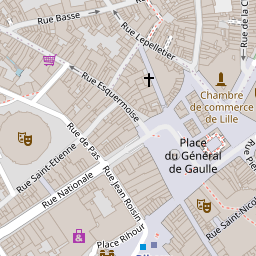 Rue Basse
Rue Lepelletier
Rue de la C
Rue Esquermoise
Chambre
de commerce
de Lille
Place
du Général
de Gaulle
Rue de Pas
Rue Saint-Étienne
Rue Nationale
Rue Jean Roisin
Rue Saint-Nicol
Place Rihour